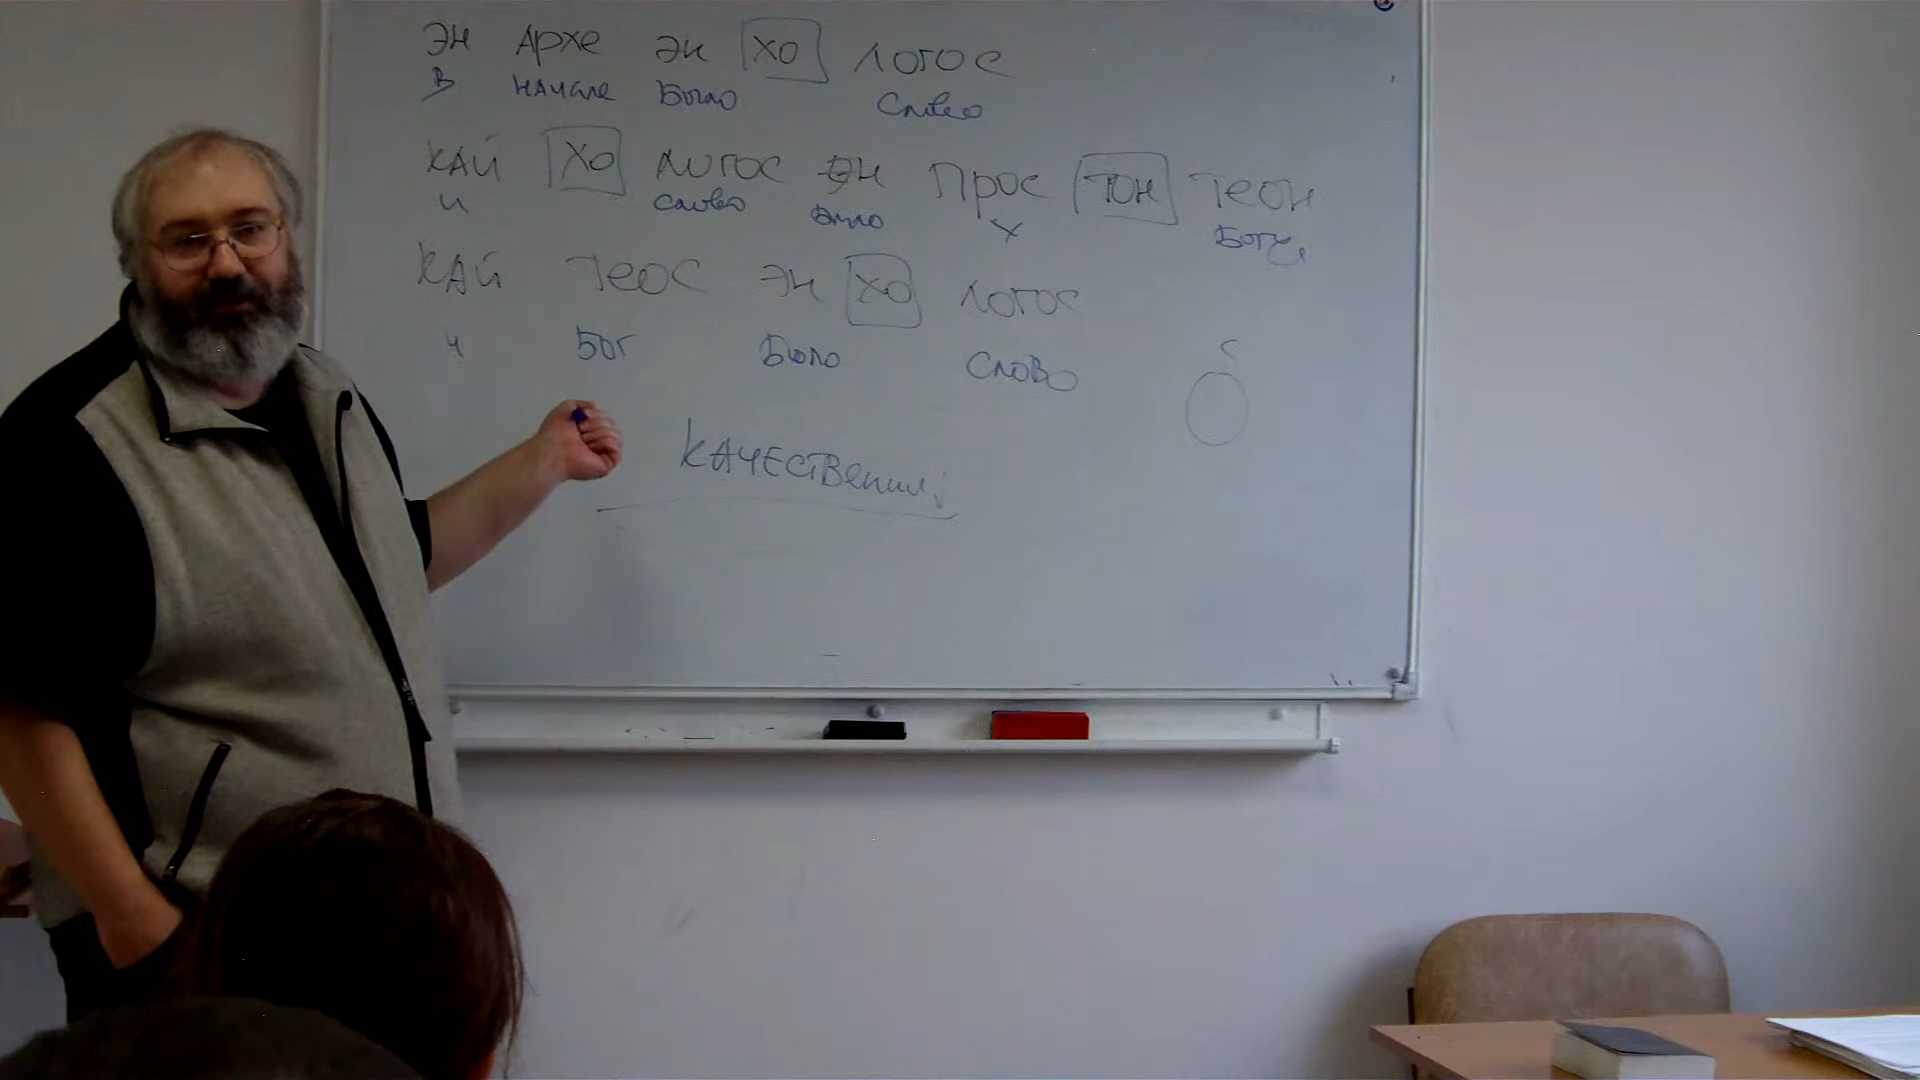 ЭН АРХЕ ЭН ХО ЛОГОС
В НАЧАЛЕ Было Слово
КАЙ ХО ЛОГОС ЭН ПРОС ТОН ТЕОН
и слово было к Богу,
КАЙ ТЕОС ЭН ХО ЛОГОС
и БОГ Было СЛОВО
С